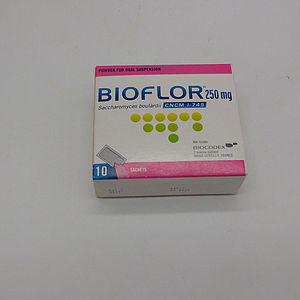 POWDER FOR ORAL SUSPENSION
BIOFLOR® 250 mg
Saccharomyces boulardii CNCM I-745
BIOCODEX
10 SACHETS